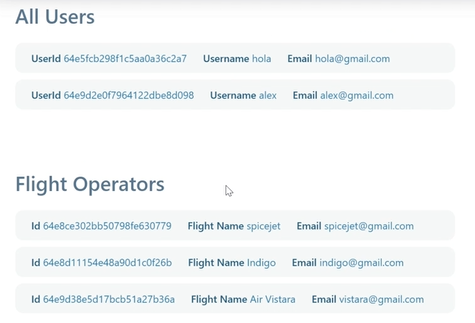 All Users
UserId 64e5fcb298f1c5aa0a36c2a7 Username hola Email hola@gmail.com
UserId 64e9d2e0f7964122dbe8d098 Username alex Email alex@gmail.com
Flight Operators
Id 64e8ce302bb50798fe630779 Flight Name spicejet Email spicejet@gmail.com
Id 64e8d11154e48a90d1c0f26b Flight Name Indigo Email indigo@gmail.com
Id 64e9d38e5d17bcb51a27b36a Flight Name Air Vistara Email vistara@gmail.com